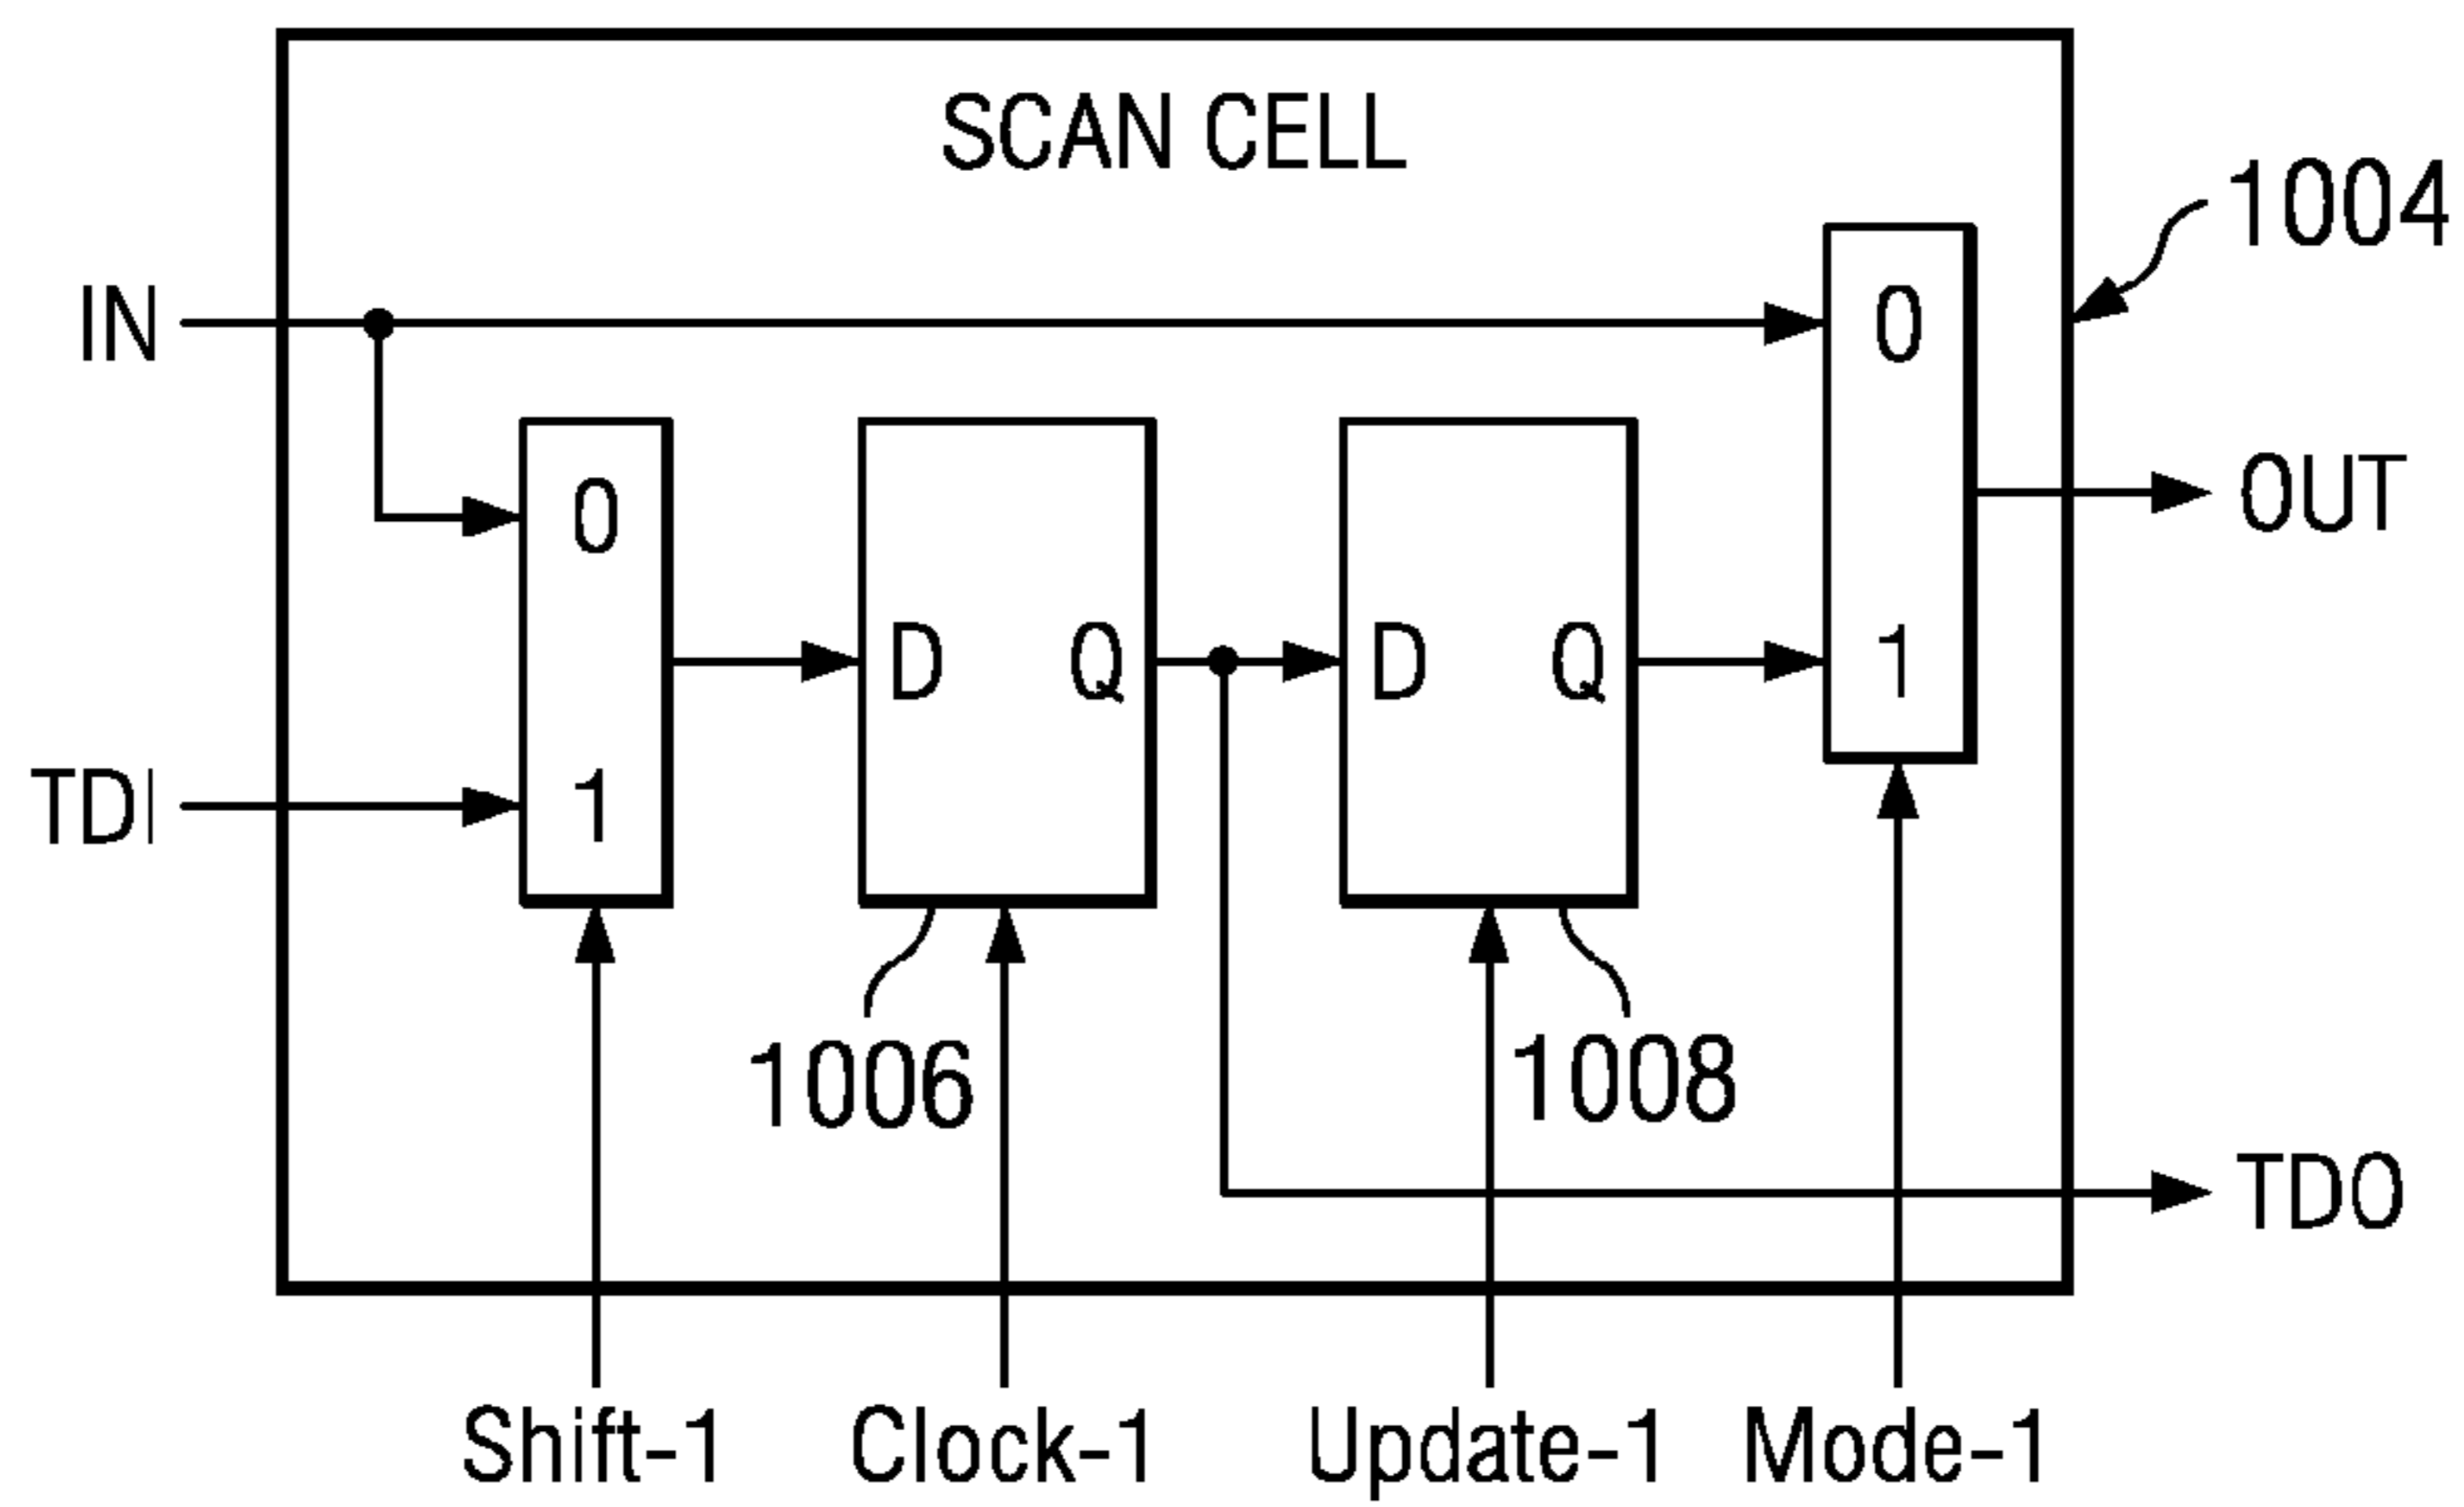 SCAN CELL
1004
IN
0
0
OUT
D Q
D Q
1
TDI
1
1006
1008
TDO
Shift-1
Clock-1
Update-1
Mode-1